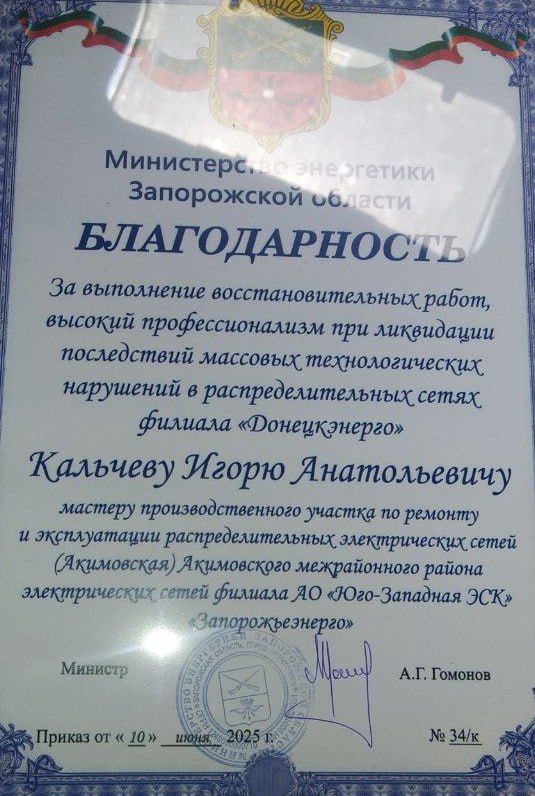 Министерство энергетики
Запорожской области
БЛАГОДАРНОСТЬ
За выполнение восстановительных работ,
высокий профессионализм при ликвидации
последствий массовых технологических
нарушений в распределительных сетях
филиала «Донецкэнерго»
Кальчеву Игорю Анатольевичу
мастеру производственного участка по ремонту
и эксплуатации распределительных электрических сетей
(Акимовская) Акимовского межрайонного района
электрических сетей филиала АО «Юго-Западная ЭСК»
«Запорожьеэнерго»
Министр А.Г. Гомонов
Приказ от « 10 » июня 2025 г. № 34/к